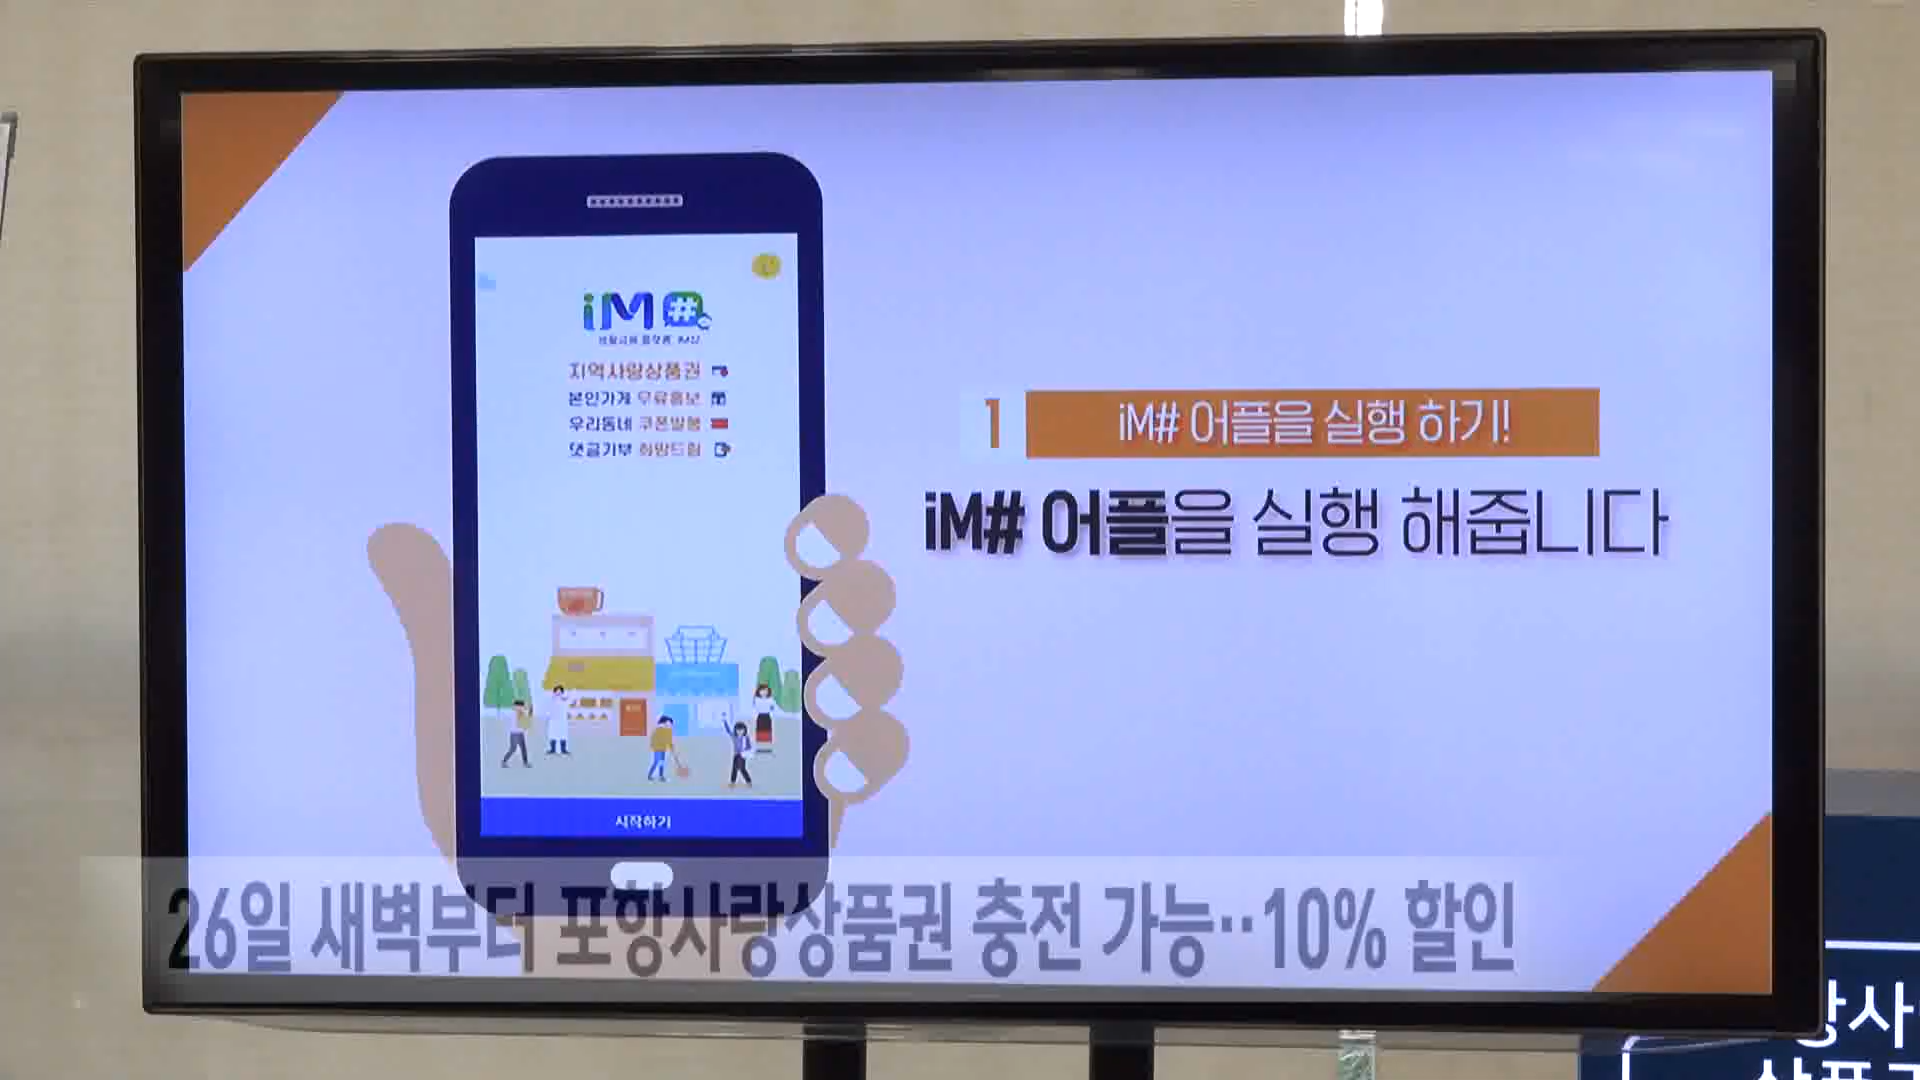 iM#
지역사랑상품권
본인가게 무료홍보
우리동네 쿠폰발행
댓글기부 희망드림
시작하기
1 iM# 어플을 실행 하기!
iM# 어플을 실행 해줍니다
26일 새벽부터 포항사랑상품권 충전 가능··10% 할인